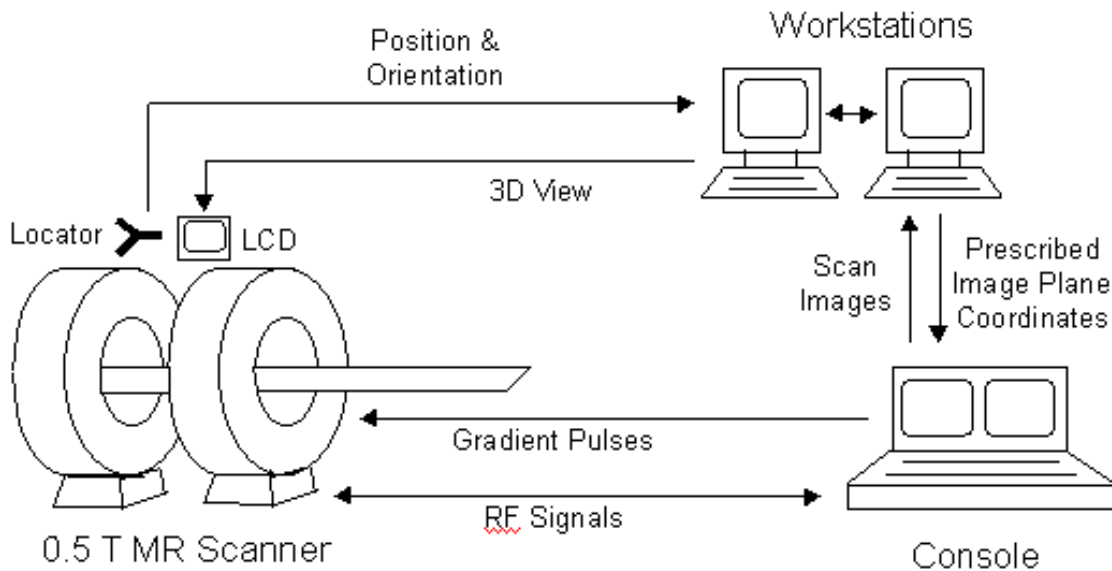 Workstations
Position &
Orientation
3D View
Locator
LCD
Scan
Images
Prescribed
Image Plane
Coordinates
Gradient Pulses
RF Signals
0.5 T MR Scanner
Console